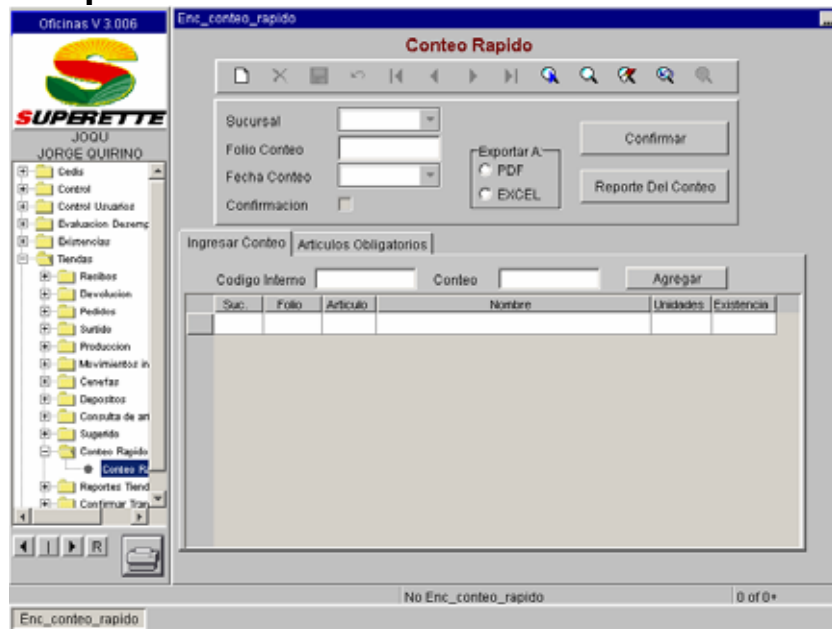 Oficinas V 3.006
Enc_conteo_rapido
Conteo Rapido
SUPERETTE
JOQU
JORGE QUIRINO
Cedis
Control
Control Usuarios
Evaluacion Desemp
Existencias
Tiendas
Recibos
Devolucion
Pedidos
Surtido
Produccion
Movimientos in
Cenefas
Depositos
Consulta de art
Sugerido
Conteo Rapido
Conteo R
Reportes Tiend
Confirmar Tran
R
Sucursal
Folio Conteo
Fecha Conteo
Confirmacion
Exportar A:
PDF
EXCEL
Confirmar
Reporte Del Conteo
Ingresar Conteo Articulos Obligatorios
Codigo Interno Conteo Agregar
Suc. Folio Articulo Nombre Unidades Existencia
No Enc_conteo_rapido 0 of 0+
Enc_conteo_rapido